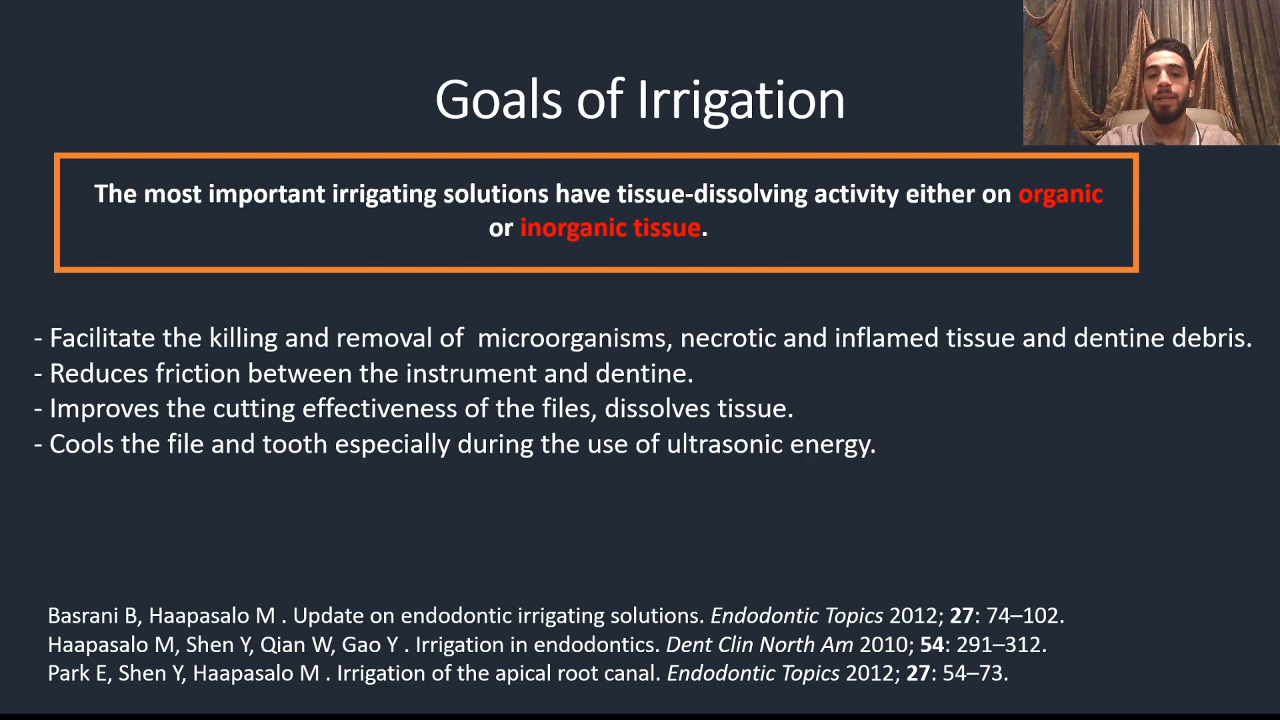 Goals of Irrigation
The most important irrigating solutions have tissue-dissolving activity either on organic
or inorganic tissue.
- Facilitate the killing and removal of microorganisms, necrotic and inflamed tissue and dentine debris.
- Reduces friction between the instrument and dentine.
- Improves the cutting effectiveness of the files, dissolves tissue.
- Cools the file and tooth especially during the use of ultrasonic energy.
Basrani B, Haapasalo M . Update on endodontic irrigating solutions. Endodontic Topics 2012; 27: 74–102.
Haapasalo M, Shen Y, Qian W, Gao Y . Irrigation in endodontics. Dent Clin North Am 2010; 54: 291–312.
Park E, Shen Y, Haapasalo M . Irrigation of the apical root canal. Endodontic Topics 2012; 27: 54–73.